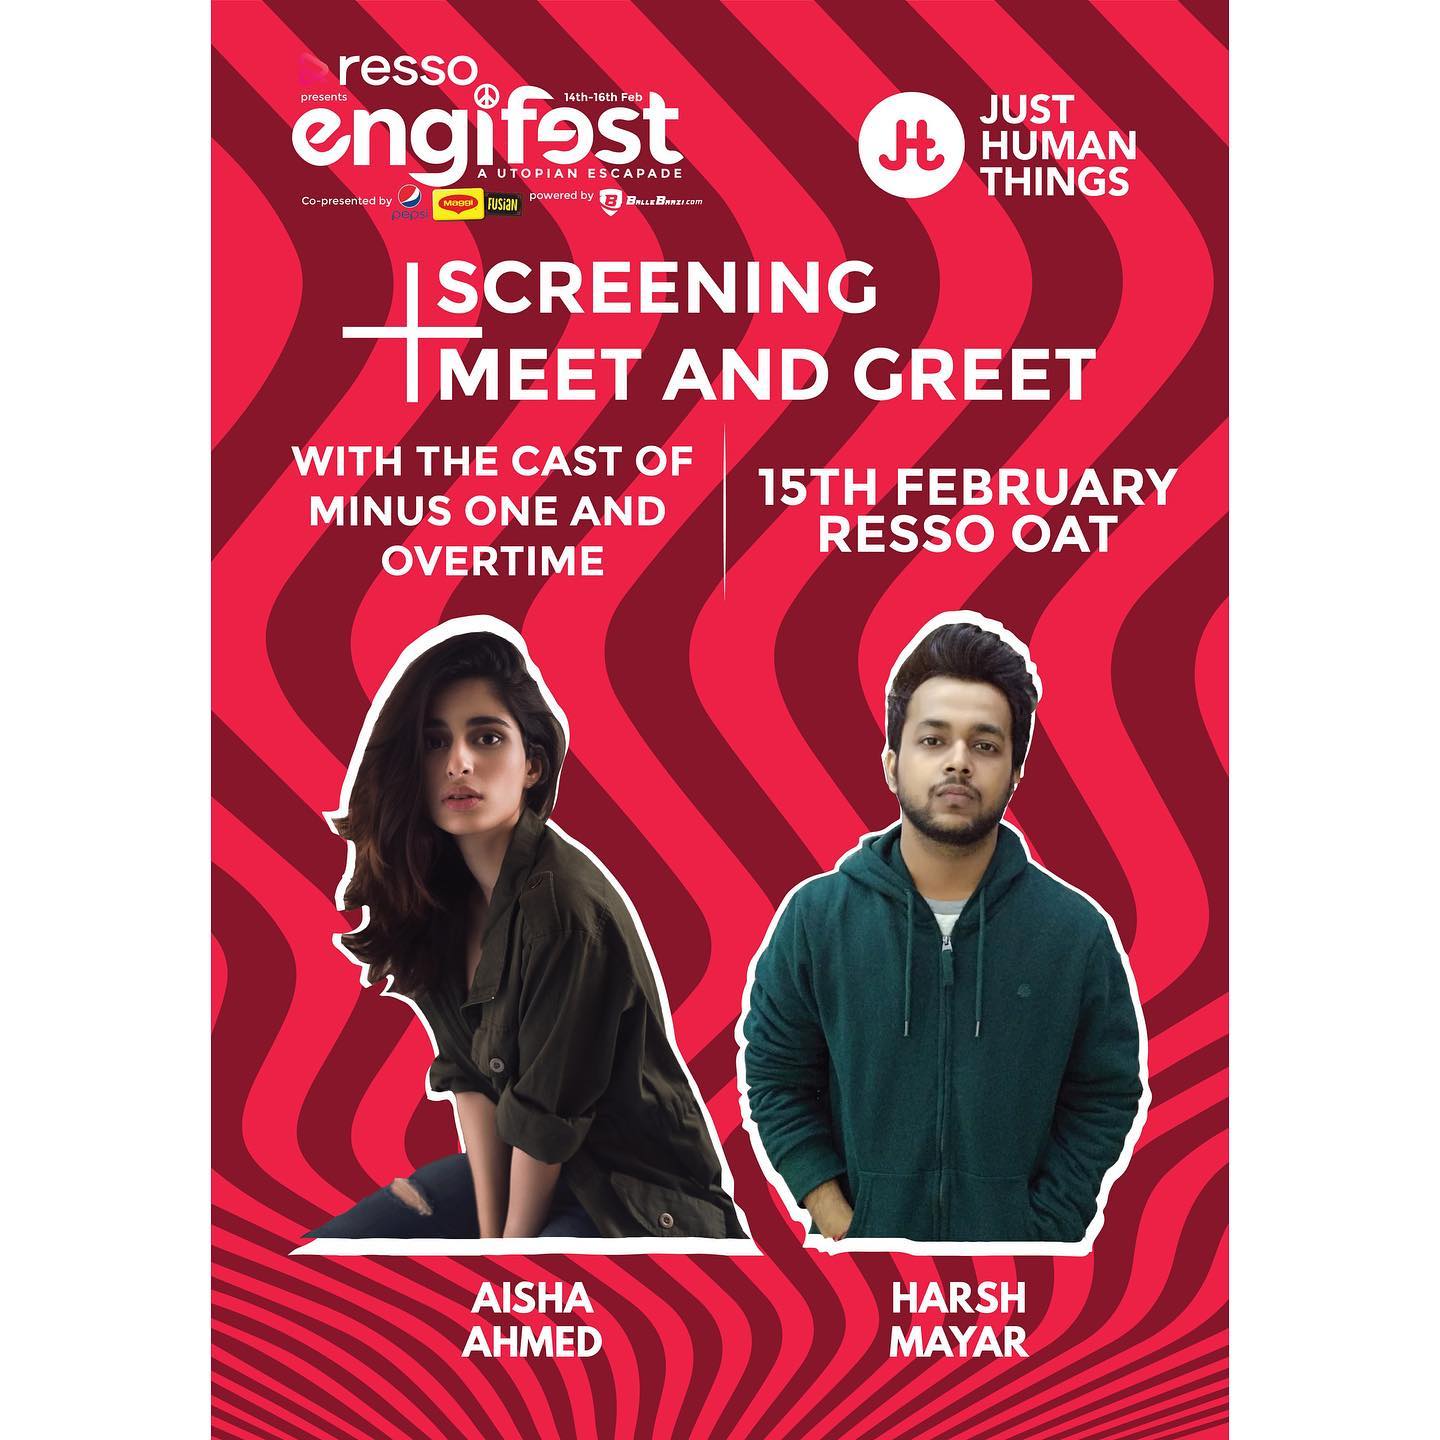 resso
presents
14th-16th Feb
engifest
A UTOPIAN ESCAPADE
Co-presented by pepsi Maggi FUSIAN powered by B BALLEBAAZI.COM
JUST
HUMAN
THINGS
SCREENING
MEET AND GREET
WITH THE CAST OF
MINUS ONE AND
OVERTIME
15TH FEBRUARY
RESSO OAT
AISHA
AHMED
HARSH
MAYAR